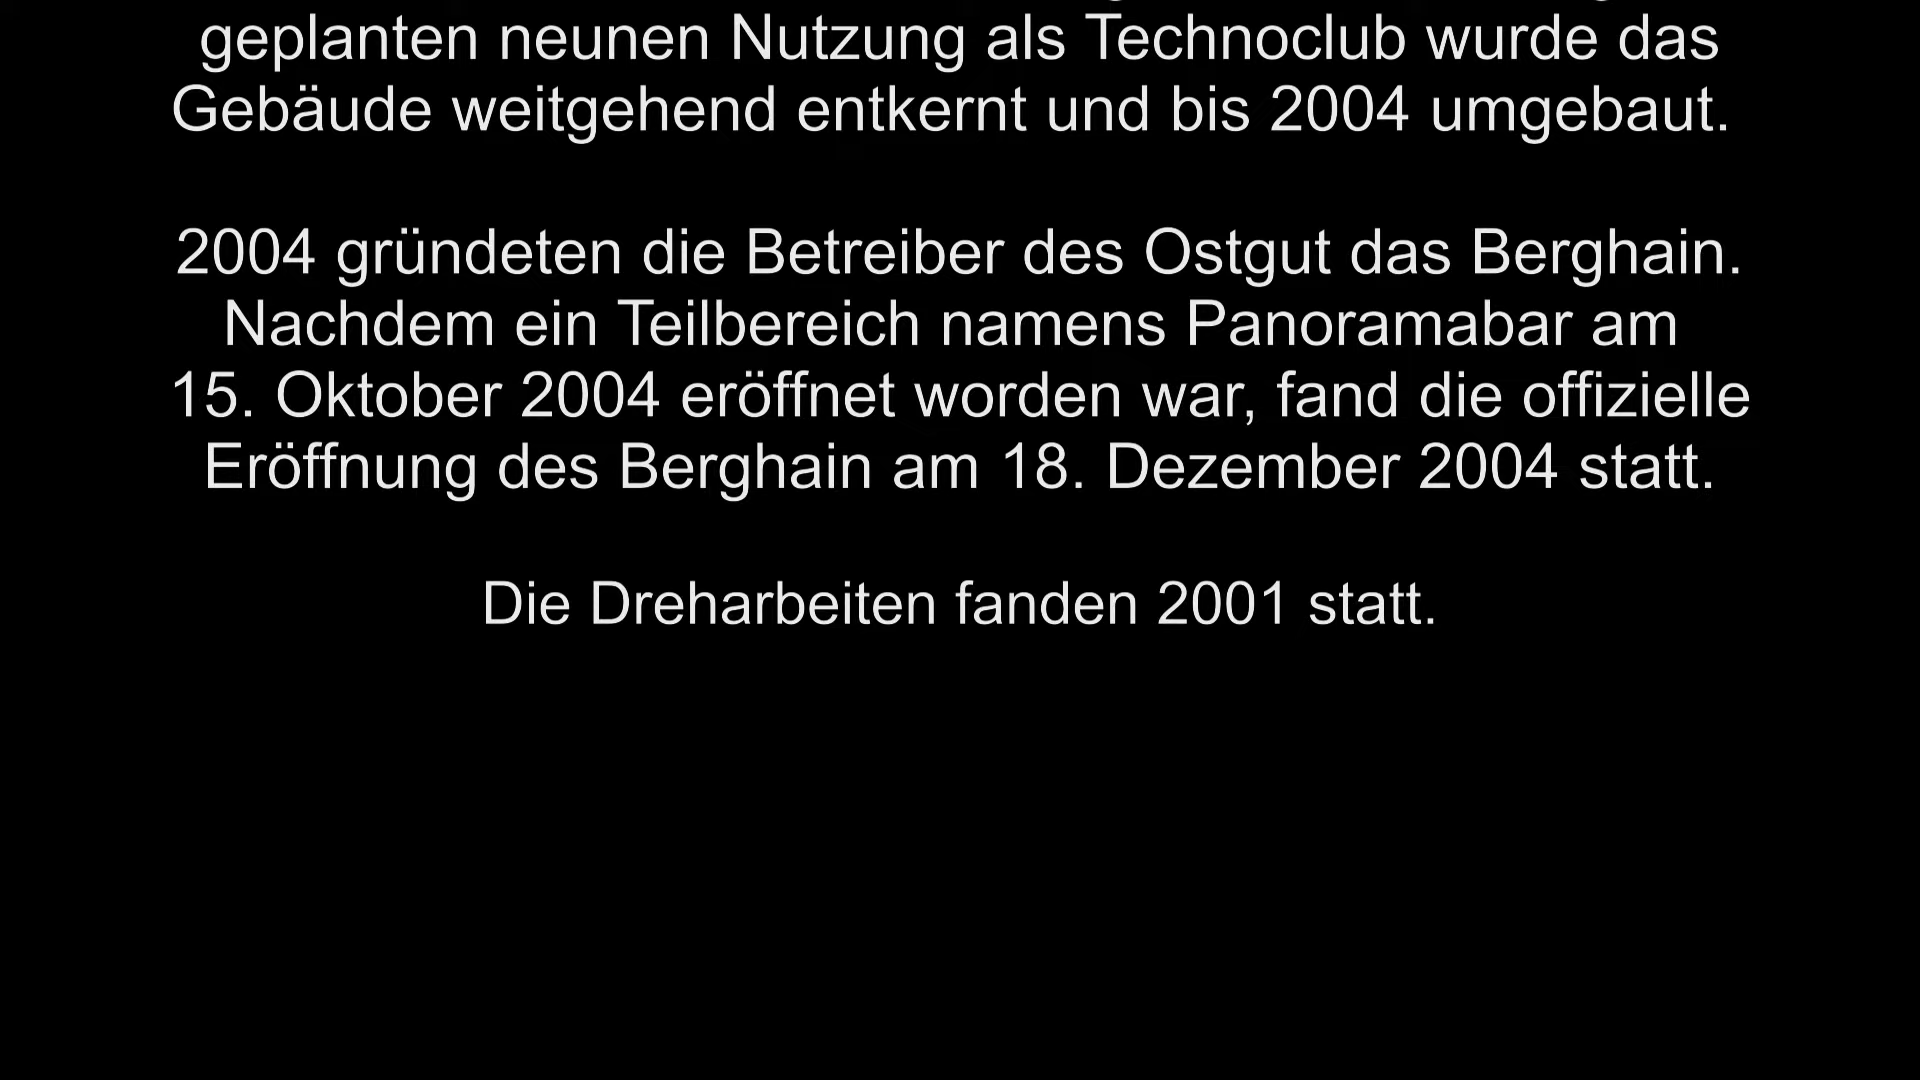 geplanten neunen Nutzung als Technoclub wurde das
Gebäude weitgehend entkernt und bis 2004 umgebaut.
2004 gründeten die Betreiber des Ostgut das Berghain.
Nachdem ein Teilbereich namens Panoramabar am
15. Oktober 2004 eröffnet worden war, fand die offizielle
Eröffnung des Berghain am 18. Dezember 2004 statt.
Die Dreharbeiten fanden 2001 statt.